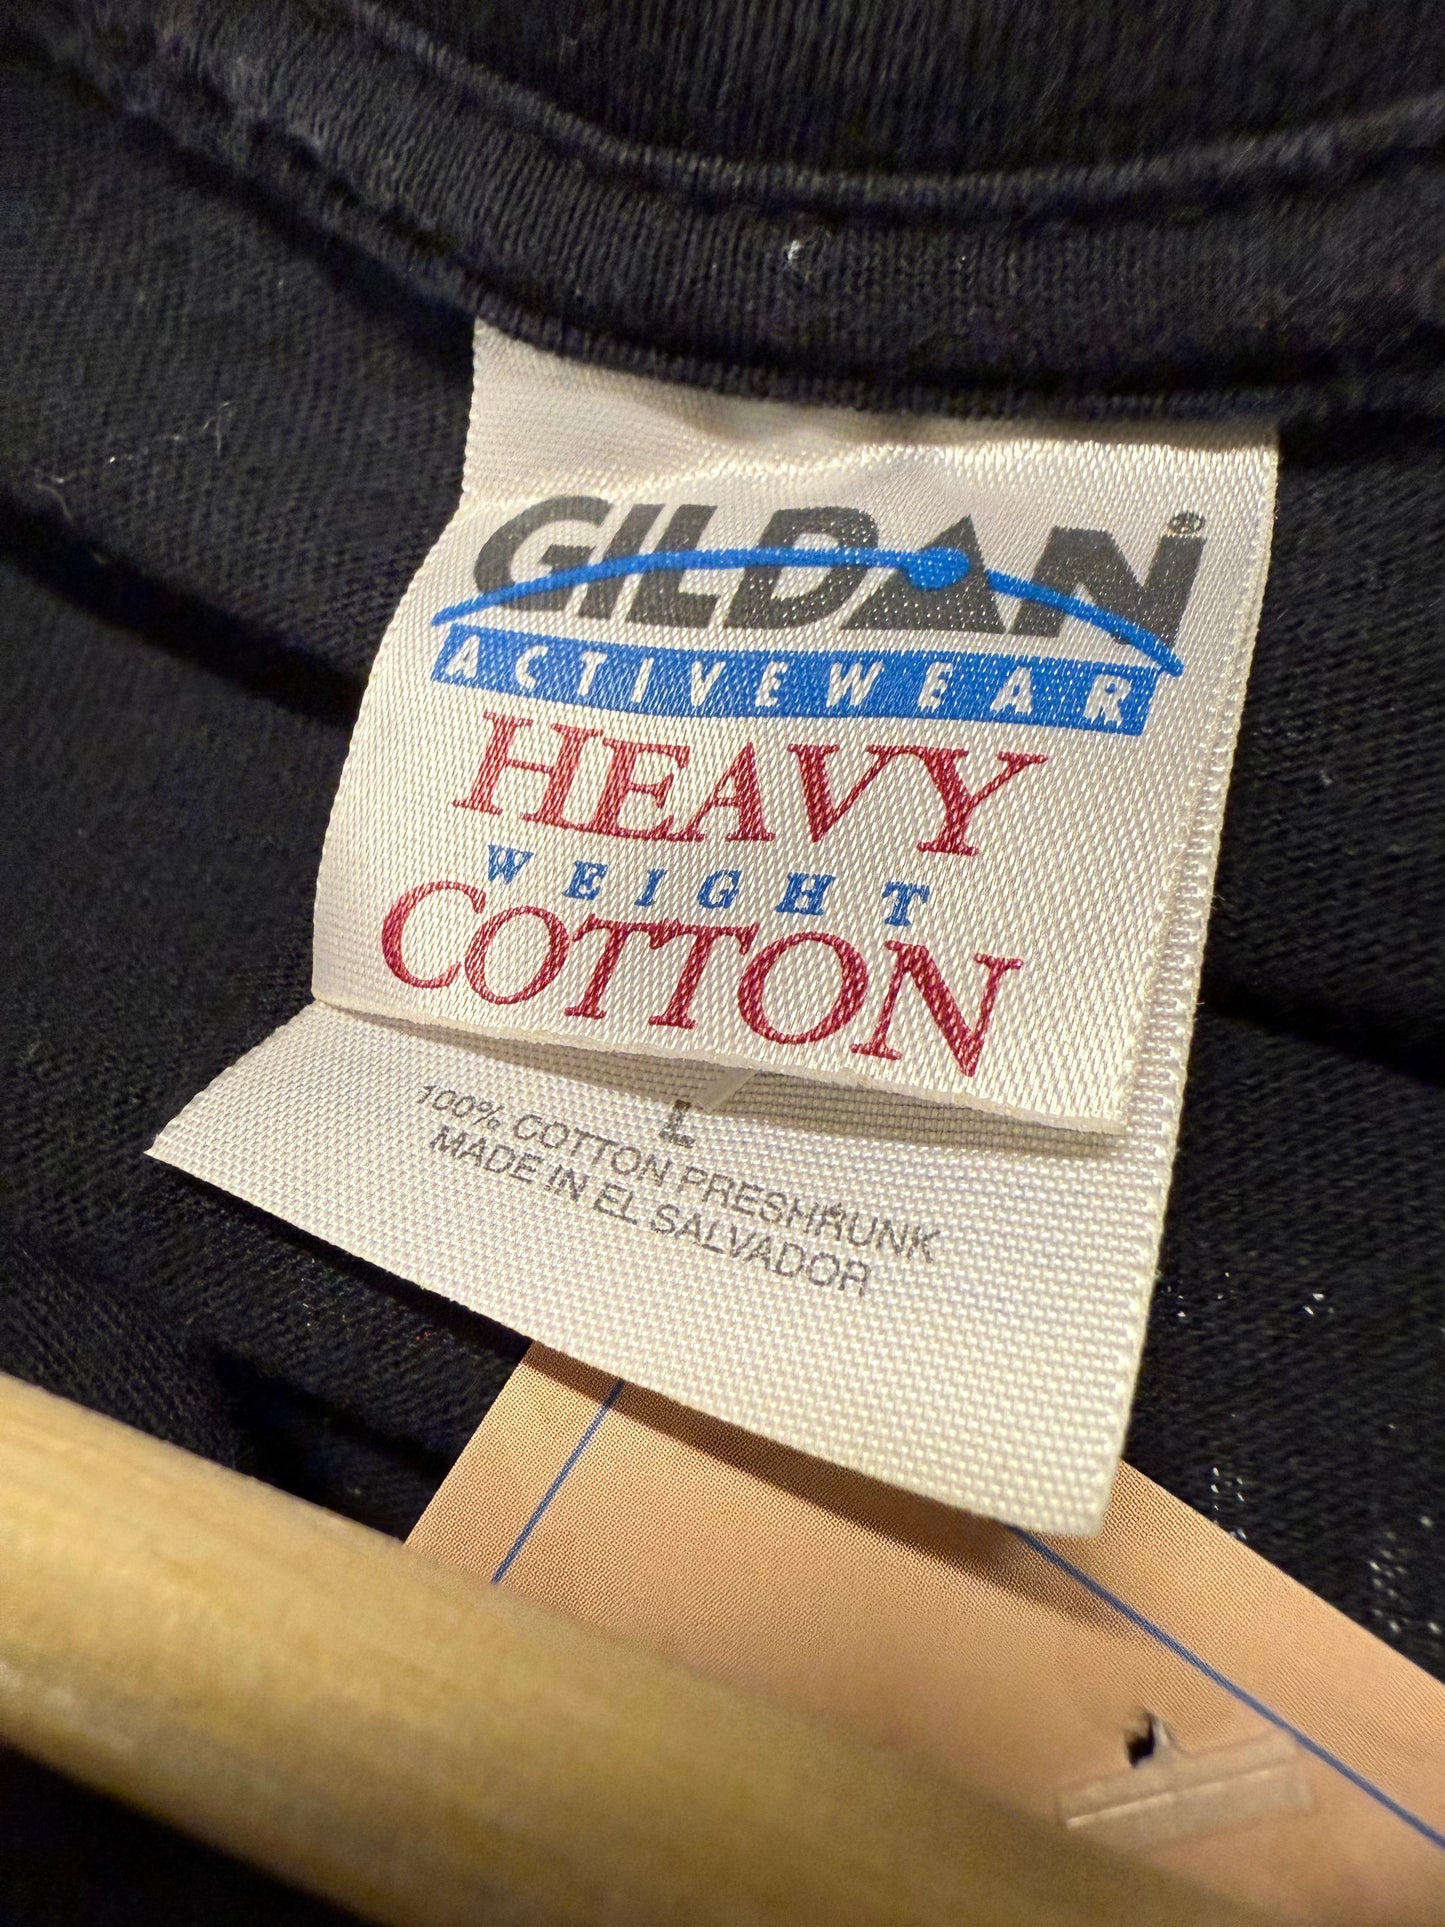 GILDAN®
ACTIVEWEAR
HEAVY
WEIGHT
COTTON
L
100% COTTON PRESHRUNK
MADE IN EL SALVADOR